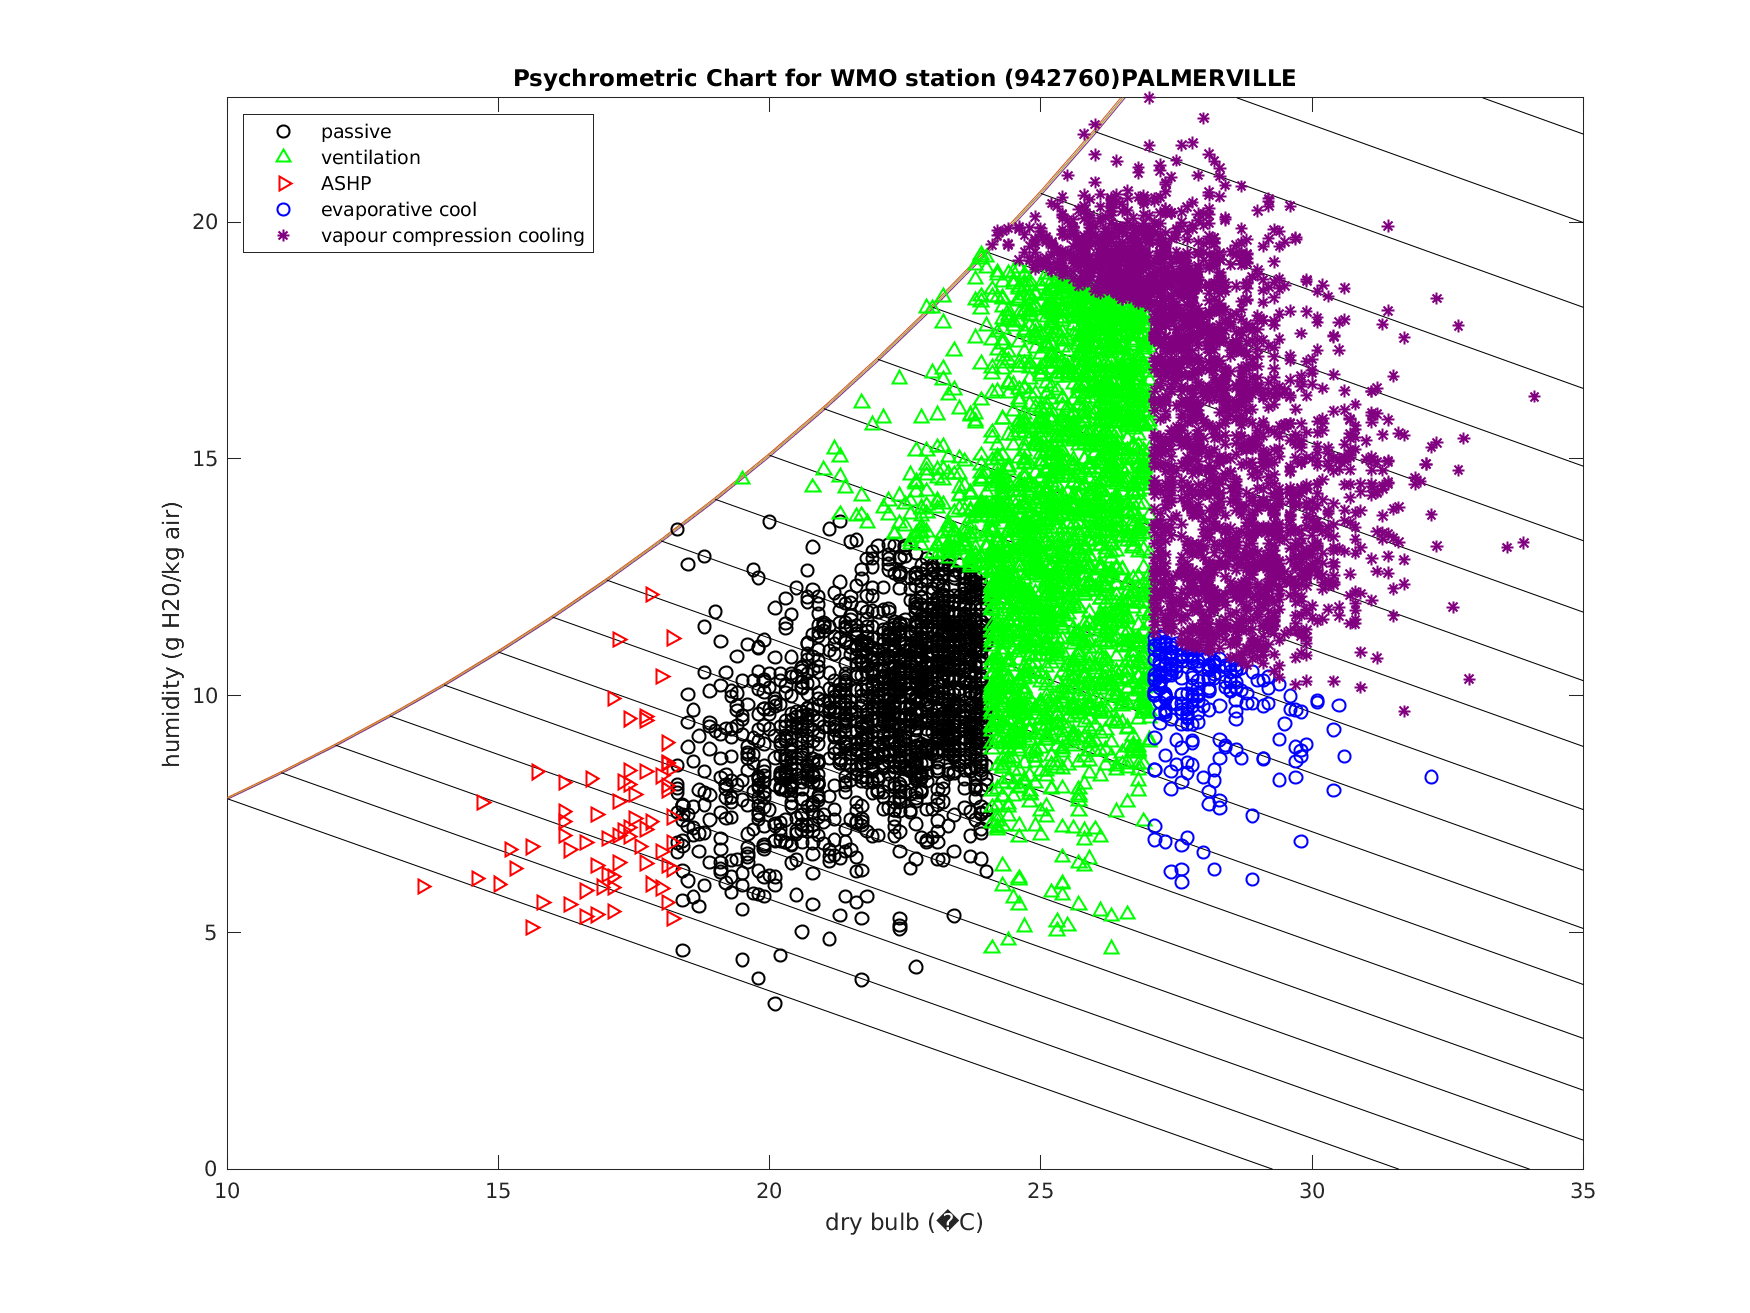 Psychrometric Chart for WMO station (942760)PALMERVILLE
passive
ventilation
ASHP
evaporative cool
vapour compression cooling
humidity (g H20/kg air)
20
15
10
5
0
10 15 20 25 30 35
dry bulb (�C)